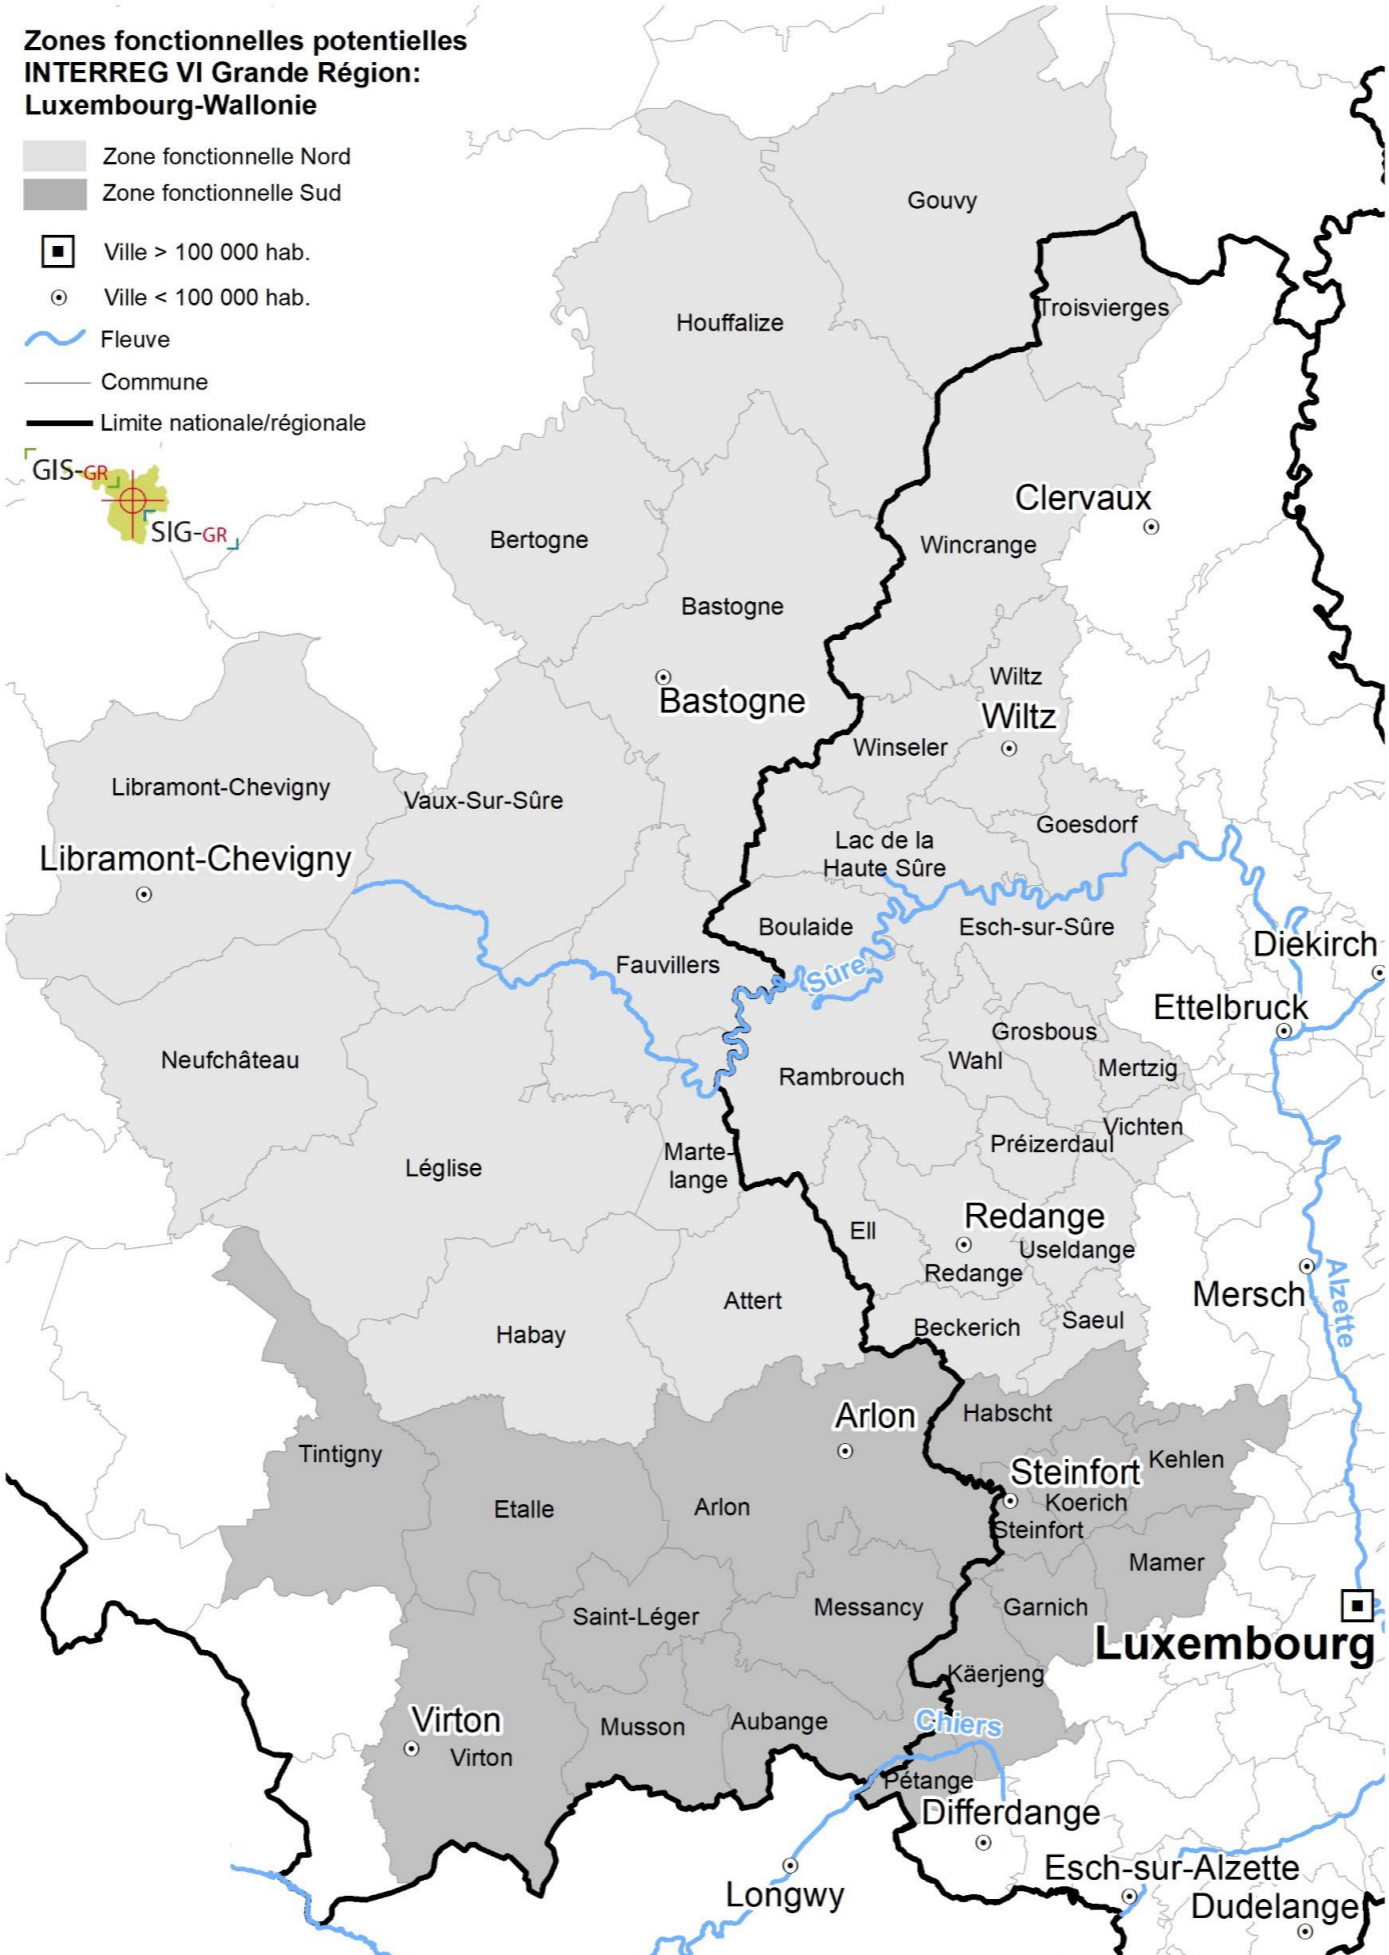 Zones fonctionnelles potentielles
INTERREG VI Grande Région:
Luxembourg-Wallonie
Zone fonctionnelle Nord
Zone fonctionnelle Sud
Ville > 100 000 hab.
Ville < 100 000 hab.
Fleuve
Commune
Limite nationale/régionale
GIS-GR
SIG-GR
Gouvy
Troisvierges
Houffalize
Clervaux
Bertogne
Wincrange
Bastogne
Wiltz
Bastogne
Wiltz
Winseler
Libramont-Chevigny
Vaux-Sur-Sûre
Goesdorf
Lac de la
Haute Sûre
Libramont-Chevigny
Boulaide
Esch-sur-Sûre
Diekirch
Fauvillers
Sûre
Ettelbruck
Grosbous
Neufchâteau
Wahl
Mertzig
Rambrouch
Vichten
Préizerdaul
Marte-
lange
Léglise
Redange
Ell
Useldange
Redange
Mersch
Alzette
Attert
Saeul
Beckerich
Habay
Arlon
Habscht
Tintigny
Kehlen
Steinfort
Koerich
Etalle
Arlon
Steinfort
Mamer
Saint-Léger
Messancy
Garnich
Luxembourg
Käerjeng
Virton
Musson
Aubange
Chiers
Virton
Pétange
Differdange
Esch-sur-Alzette
Longwy
Dudelange